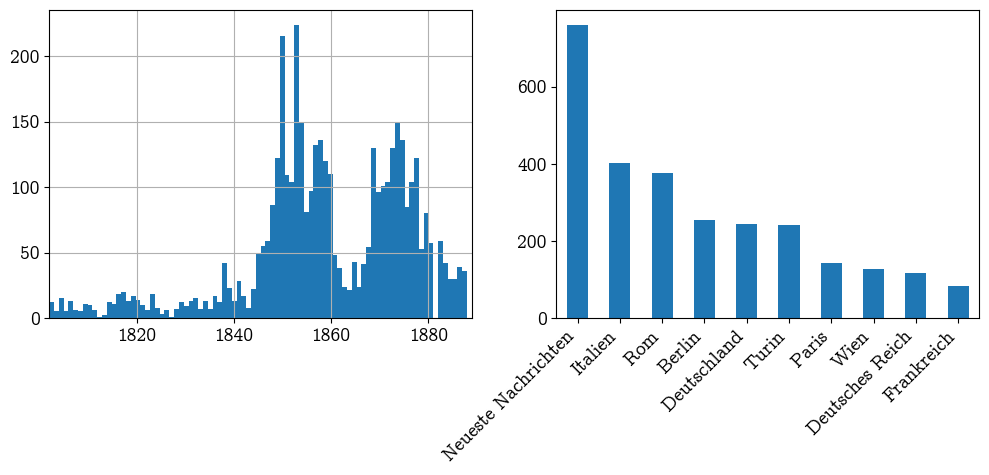 200
150
100
50
0
1820 1840 1860 1880
600
400
200
0
Neueste Nachrichten
Italien
Rom
Berlin
Deutschland
Turin
Paris
Wien
Deutsches Reich
Frankreich